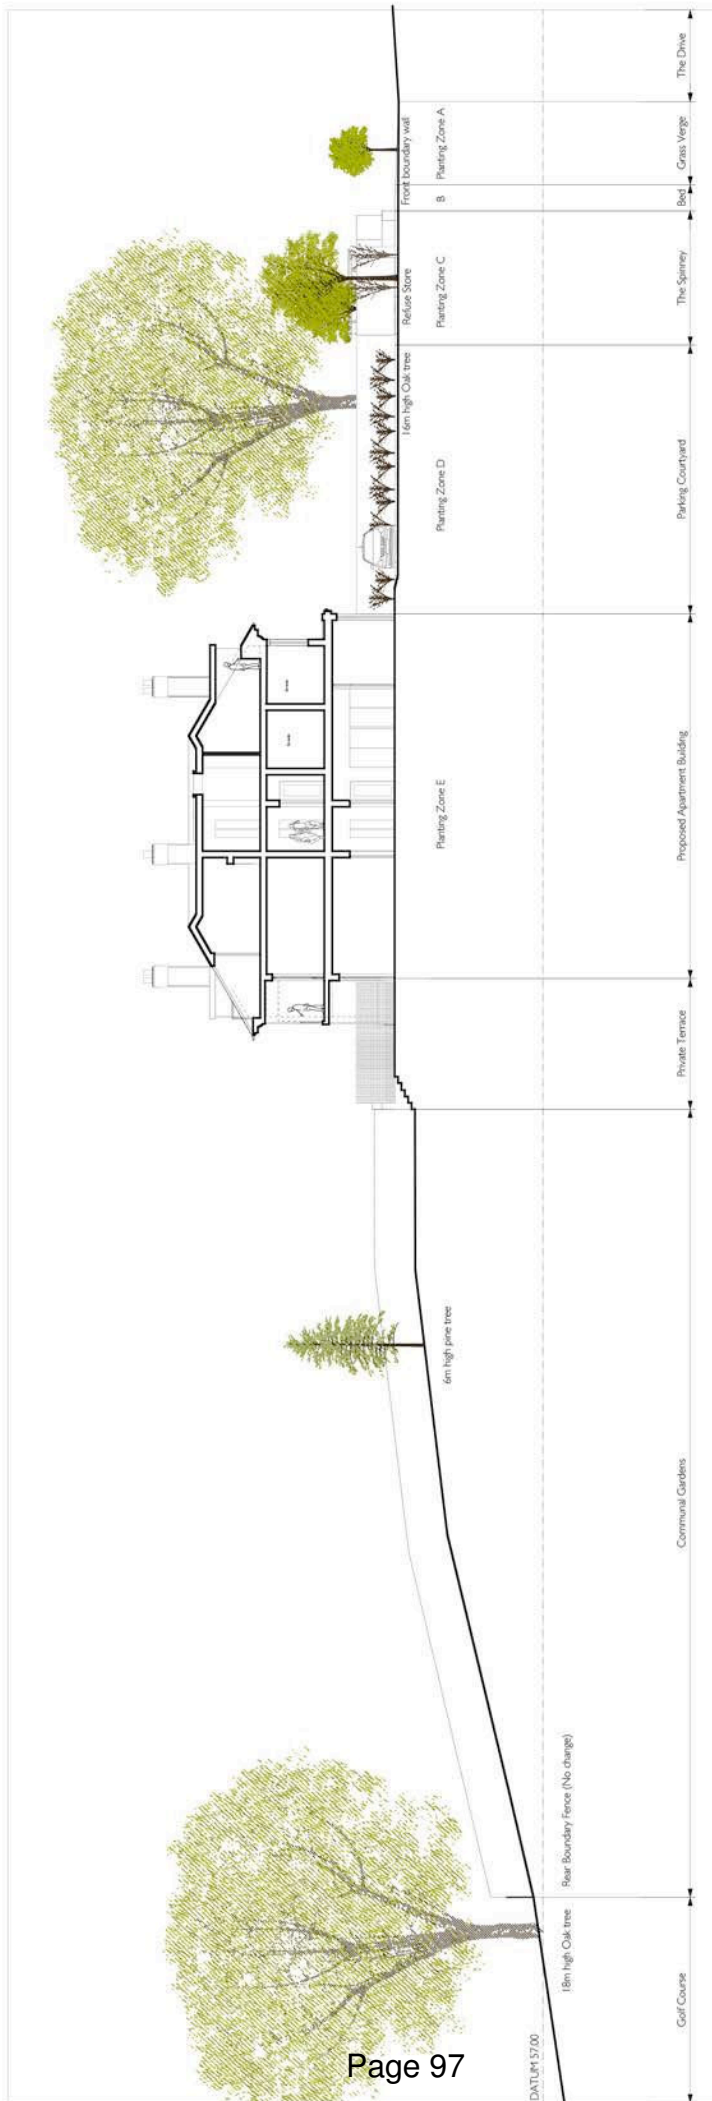 Front boundary wall
Refuse Store
16m high Oak tree
Planting Zone A
B
Planting Zone C
Planting Zone D
Planting Zone E
6m high pine tree
Rear Boundary Fence (No change)
18m high Oak tree
DATUM 57.00
The Drive
Grass Verge
Bed
The Spinney
Parking Courtyard
Proposed Apartment Building
Private Terrace
Communal Gardens
Golf Course
Page 97